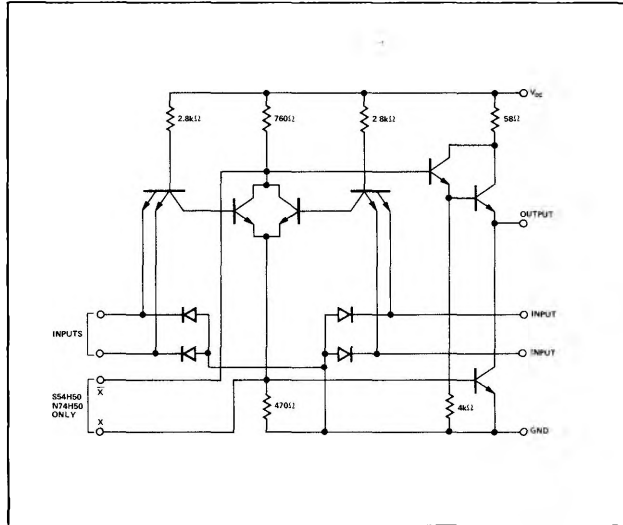 VCC
2.8kΩ
760Ω
2 8kΩ
58Ω
OUTPUT
INPUTS
INPUT
INPUT
S54H50
N74H50
ONLY
X̅
X
470Ω
4kΩ
GND